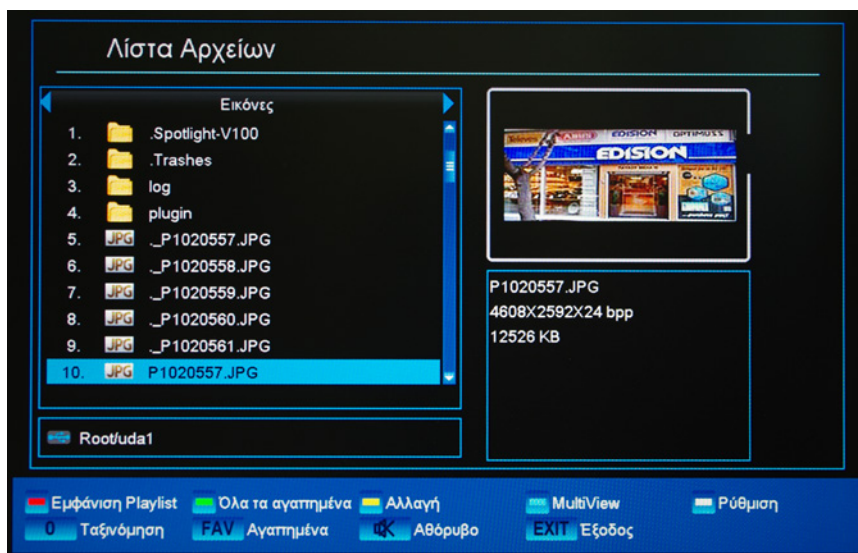 Λίστα Αρχείων
Εικόνες
1. .Spotlight-V100
2. .Trashes
3. log
4. plugin
5. JPG ._P1020557.JPG
6. JPG ._P1020558.JPG
7. JPG ._P1020559.JPG
8. JPG ._P1020560.JPG
9. JPG ._P1020561.JPG
10. JPG P1020557.JPG
Root/uda1
EDISION OPTIMUSS
EDISION
P1020557.JPG
4608X2592X24 bpp
12526 KB
Εμφάνιση Playlist Όλα τα αγαπημένα Αλλαγή MultiView Ρύθμιση
0 Ταξινόμηση FAV Αγαπημένα Αθόρυβο EXIT Έξοδος